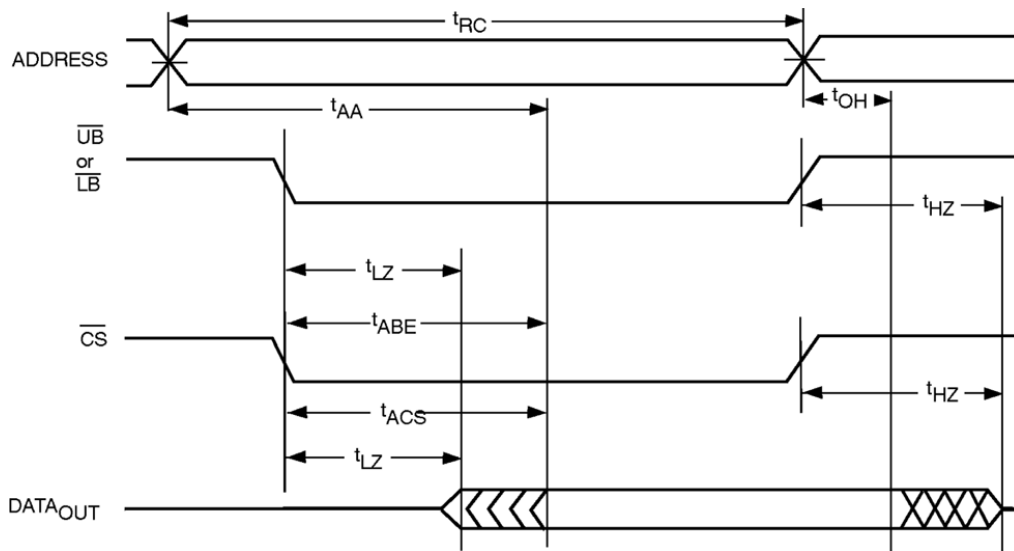 tRC
ADDRESS
tAA
tOH
UB
or
LB
tHZ
tLZ
tABE
CS
tHZ
tACS
tLZ
DATAOUT